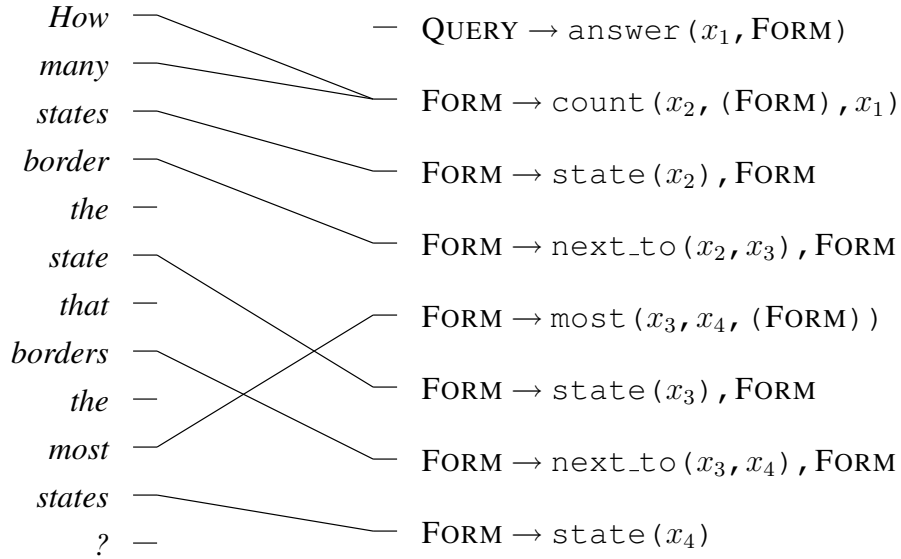 How
many
states
border
the
state
that
borders
the
most
states
?
QUERY → answer(x₁,FORM)
FORM → count(x₂,(FORM),x₁)
FORM → state(x₂),FORM
FORM → next_to(x₂,x₃),FORM
FORM → most(x₃,x₄,(FORM))
FORM → state(x₃),FORM
FORM → next_to(x₃,x₄),FORM
FORM → state(x₄)